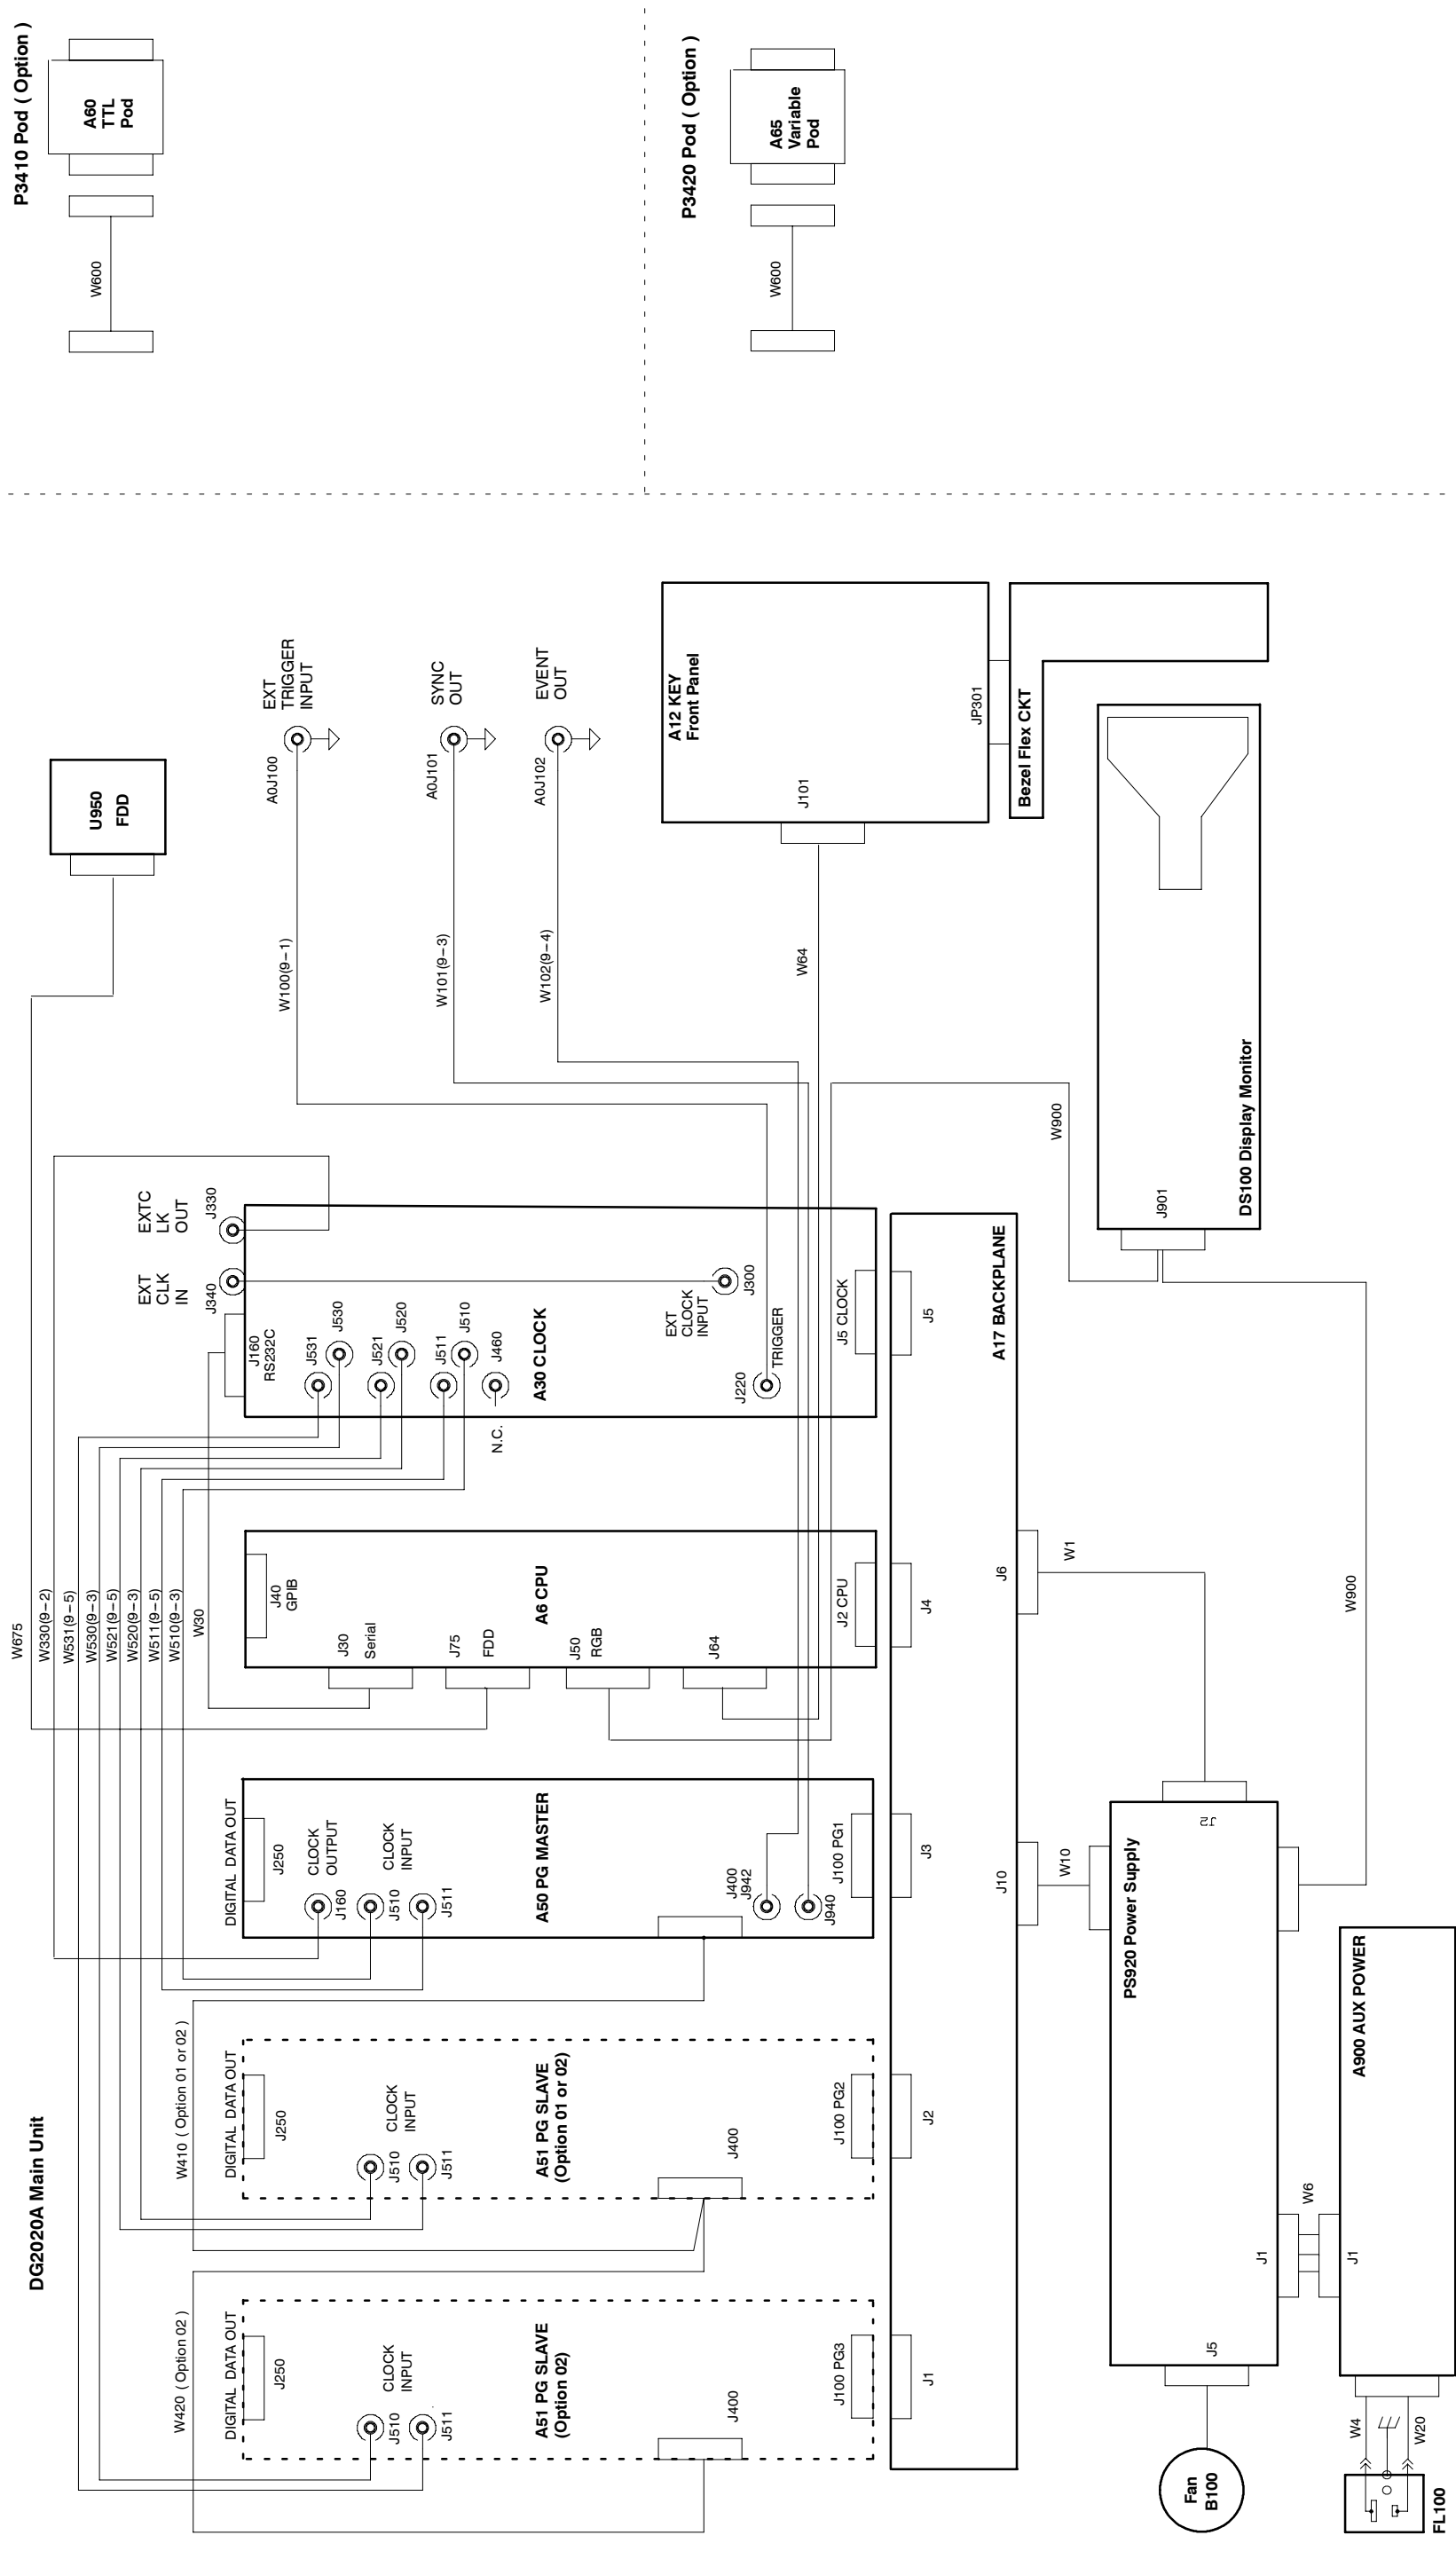 DG2020A Main Unit
W420 ( Option 02 )
DIGITAL DATA OUT
J250
CLOCK
INPUT
J510
J511
A51 PG SLAVE
(Option 02)
J400
J100 PG3
J1
W410 ( Option 01 or 02 )
DIGITAL DATA OUT
J250
CLOCK
INPUT
J510
J511
A51 PG SLAVE
(Option 01 or 02)
J400
J100 PG2
J2
DIGITAL DATA OUT
J250
CLOCK
OUTPUT
J160
CLOCK
INPUT
J510
J511
A50 PG MASTER
J400
J942
J940
J100 PG1
J3
W675
W330(9–2)
W531(9–5)
W530(9–3)
W521(9–5)
W520(9–3)
W511(9–5)
W510(9–3)
W30
J40
GPIB
J30
Serial
J75
FDD
A6 CPU
J50
RGB
J64
J2 CPU
J4
EXT
CLK
IN
J340
EXTC
LK
OUT
J330
J160
RS232C
J531
J530
J521
J520
J511
J510
J460
N.C.
A30 CLOCK
EXT
CLOCK
INPUT
J300
J220
TRIGGER
J5 CLOCK
J5
A17 BACKPLANE
J10
J6
W10
W1
U950
FDD
W100(9–1)
A0J100
EXT
TRIGGER
INPUT
W101(9–3)
A0J101
SYNC
OUT
W102(9–4)
A0J102
EVENT
OUT
W64
A12 KEY
Front Panel
J101
JP301
Bezel Flex CKT
W900
J901
DS100 Display Monitor
W900
PS920 Power Supply
J2
J1
J5
W6
J1
A900 AUX POWER
Fan
B100
W4
W20
FL100
P3410 Pod ( Option )
W600
A60
TTL
Pod
P3420 Pod ( Option )
W600
A65
Variable
Pod